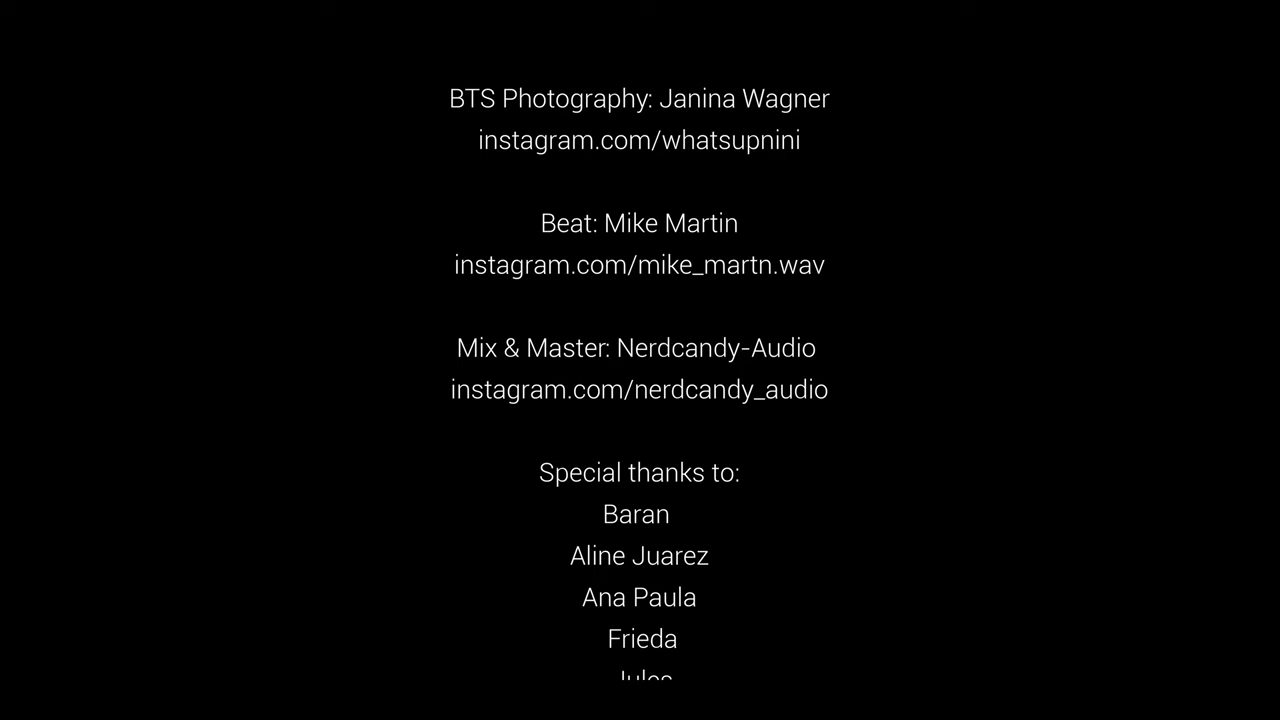 BTS Photography: Janina Wagner
instagram.com/whatsupnini
Beat: Mike Martin
instagram.com/mike_martn.wav
Mix & Master: Nerdcandy-Audio
instagram.com/nerdcandy_audio
Special thanks to:
Baran
Aline Juarez
Ana Paula
Frieda
Jules